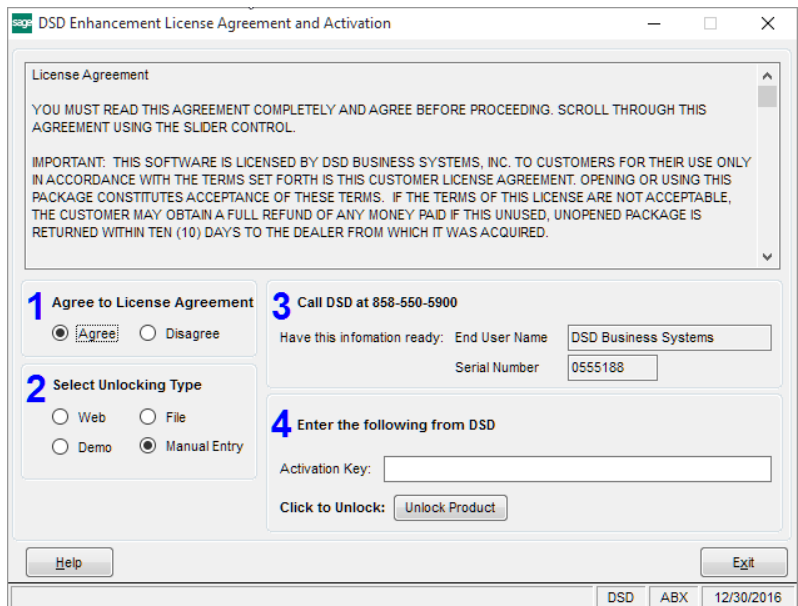 sage DSD Enhancement License Agreement and Activation
License Agreement
YOU MUST READ THIS AGREEMENT COMPLETELY AND AGREE BEFORE PROCEEDING. SCROLL THROUGH THIS
AGREEMENT USING THE SLIDER CONTROL.
IMPORTANT: THIS SOFTWARE IS LICENSED BY DSD BUSINESS SYSTEMS, INC. TO CUSTOMERS FOR THEIR USE ONLY
IN ACCORDANCE WITH THE TERMS SET FORTH IS THIS CUSTOMER LICENSE AGREEMENT. OPENING OR USING THIS
PACKAGE CONSTITUTES ACCEPTANCE OF THESE TERMS. IF THE TERMS OF THIS LICENSE ARE NOT ACCEPTABLE,
THE CUSTOMER MAY OBTAIN A FULL REFUND OF ANY MONEY PAID IF THIS UNUSED, UNOPENED PACKAGE IS
RETURNED WITHIN TEN (10) DAYS TO THE DEALER FROM WHICH IT WAS ACQUIRED.
1 Agree to License Agreement
Agree Disagree
2 Select Unlocking Type
Web File
Demo Manual Entry
3 Call DSD at 858-550-5900
Have this infomation ready: End User Name DSD Business Systems
Serial Number 0555188
4 Enter the following from DSD
Activation Key:
Click to Unlock: Unlock Product
Help Exit
DSD ABX 12/30/2016